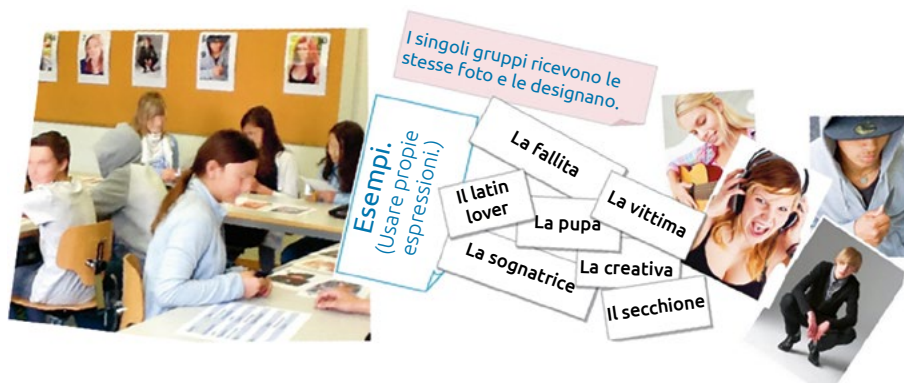 I singoli gruppi ricevono le
stesse foto e le designano.
Esempi.
(Usare propie
espressioni.)
La fallita
Il latin
lover
La pupa
La vittima
La sognatrice
La creativa
Il secchione